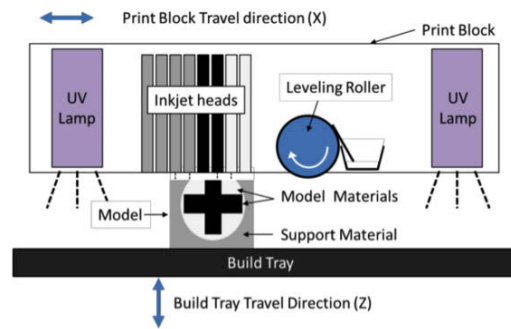 Print Block Travel direction (X)
Print Block
UV
Lamp
Inkjet heads
Leveling Roller
UV
Lamp
Model
Model Materials
Support Material
Build Tray
Build Tray Travel Direction (Z)